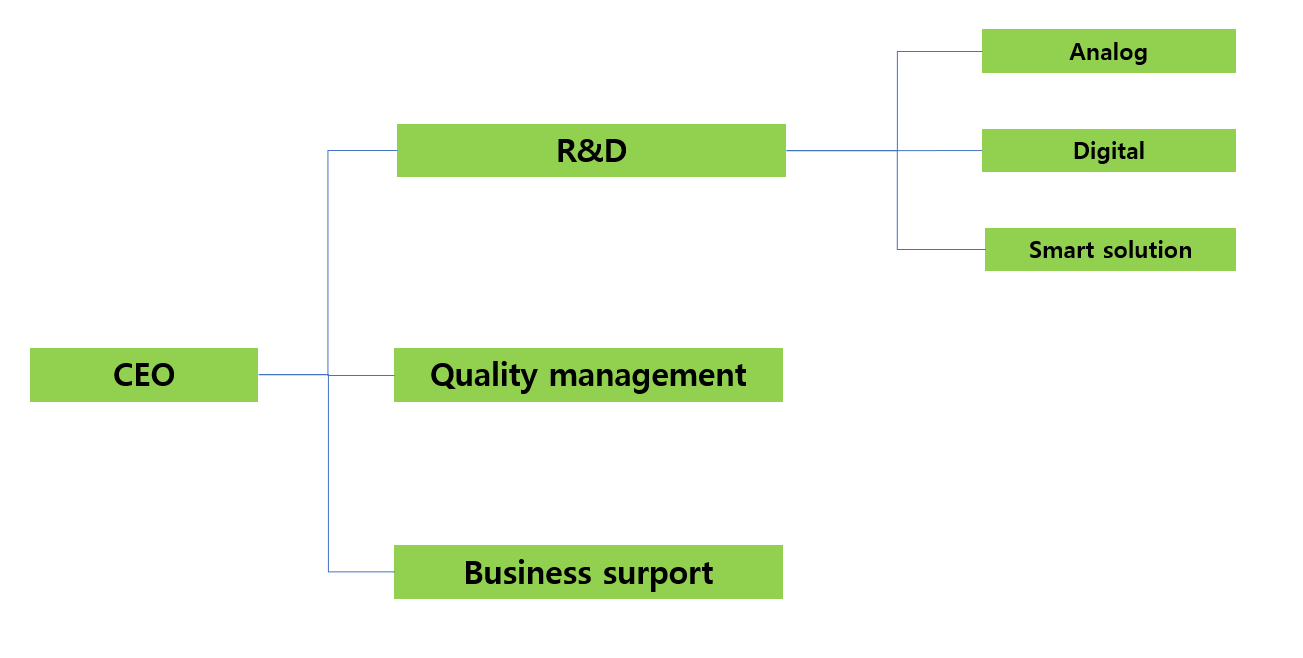 Analog
R&D
Digital
Smart solution
CEO
Quality management
Business surport